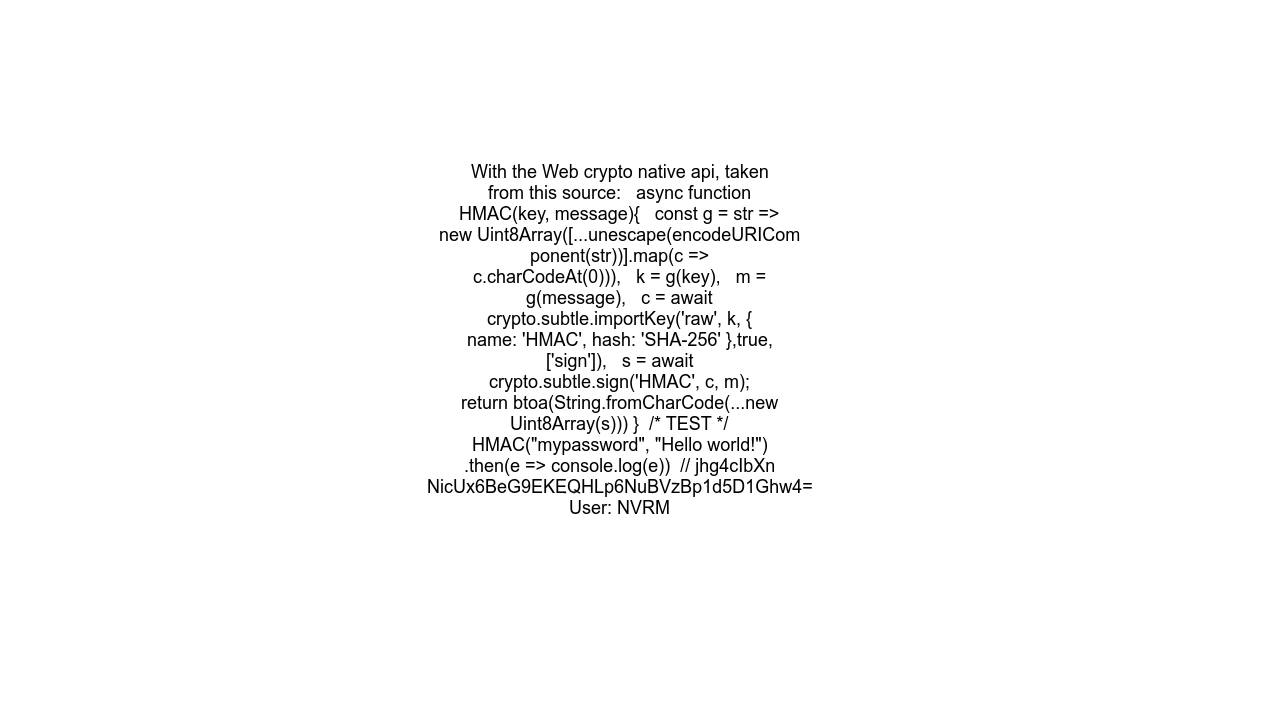 With the Web crypto native api, taken
from this source:   async function
HMAC(key, message){   const g = str =>
new Uint8Array([...unescape(encodeURICom
ponent(str))].map(c =>
c.charCodeAt(0))),   k = g(key),   m =
g(message),   c = await
crypto.subtle.importKey('raw', k, {
name: 'HMAC', hash: 'SHA-256' },true,
['sign']),   s = await
crypto.subtle.sign('HMAC', c, m);
return btoa(String.fromCharCode(...new
Uint8Array(s))) }  /* TEST */
HMAC("mypassword", "Hello world!")
.then(e => console.log(e))  // jhg4cIbXn
NicUx6BeG9EKEQHLp6NuBVzBp1d5D1Ghw4=
User: NVRM